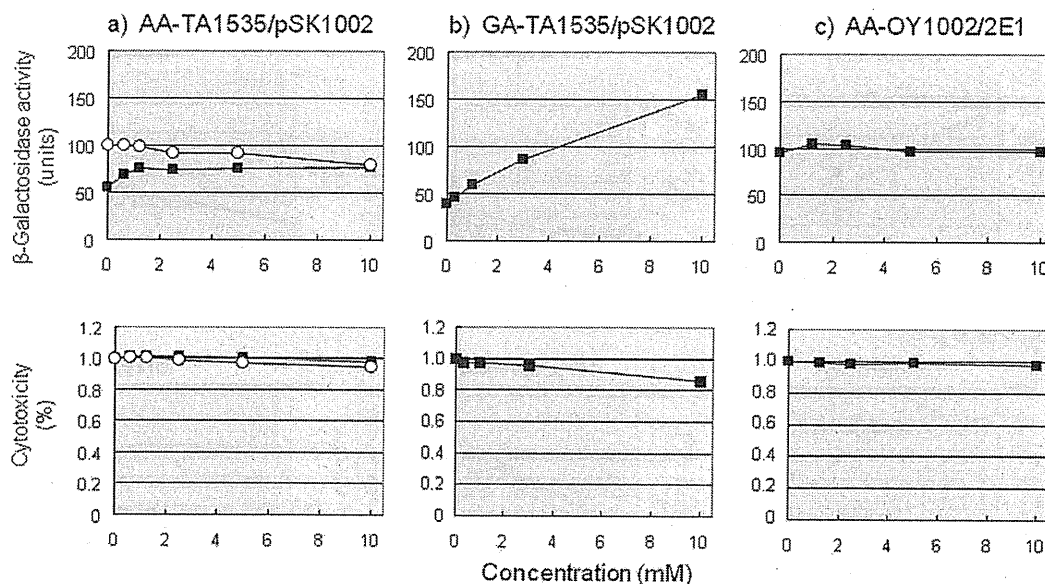 a) AA-TA1535/pSK1002
b) GA-TA1535/pSK1002
c) AA-OY1002/2E1
β-Galactosidase activity
(units)
200
150
100
50
0
0 2 4 6 8 10
200
150
100
50
0
0 2 4 6 8 10
200
150
100
50
0
0 2 4 6 8 10
Cytotoxicity
(%)
1.2
1.0
0.8
0.6
0.4
0.2
0
0 2 4 6 8 10
1.2
1.0
0.8
0.6
0.4
0.2
0
0 2 4 6 8 10
1.2
1.0
0.8
0.6
0.4
0.2
0
0 2 4 6 8 10
Concentration (mM)